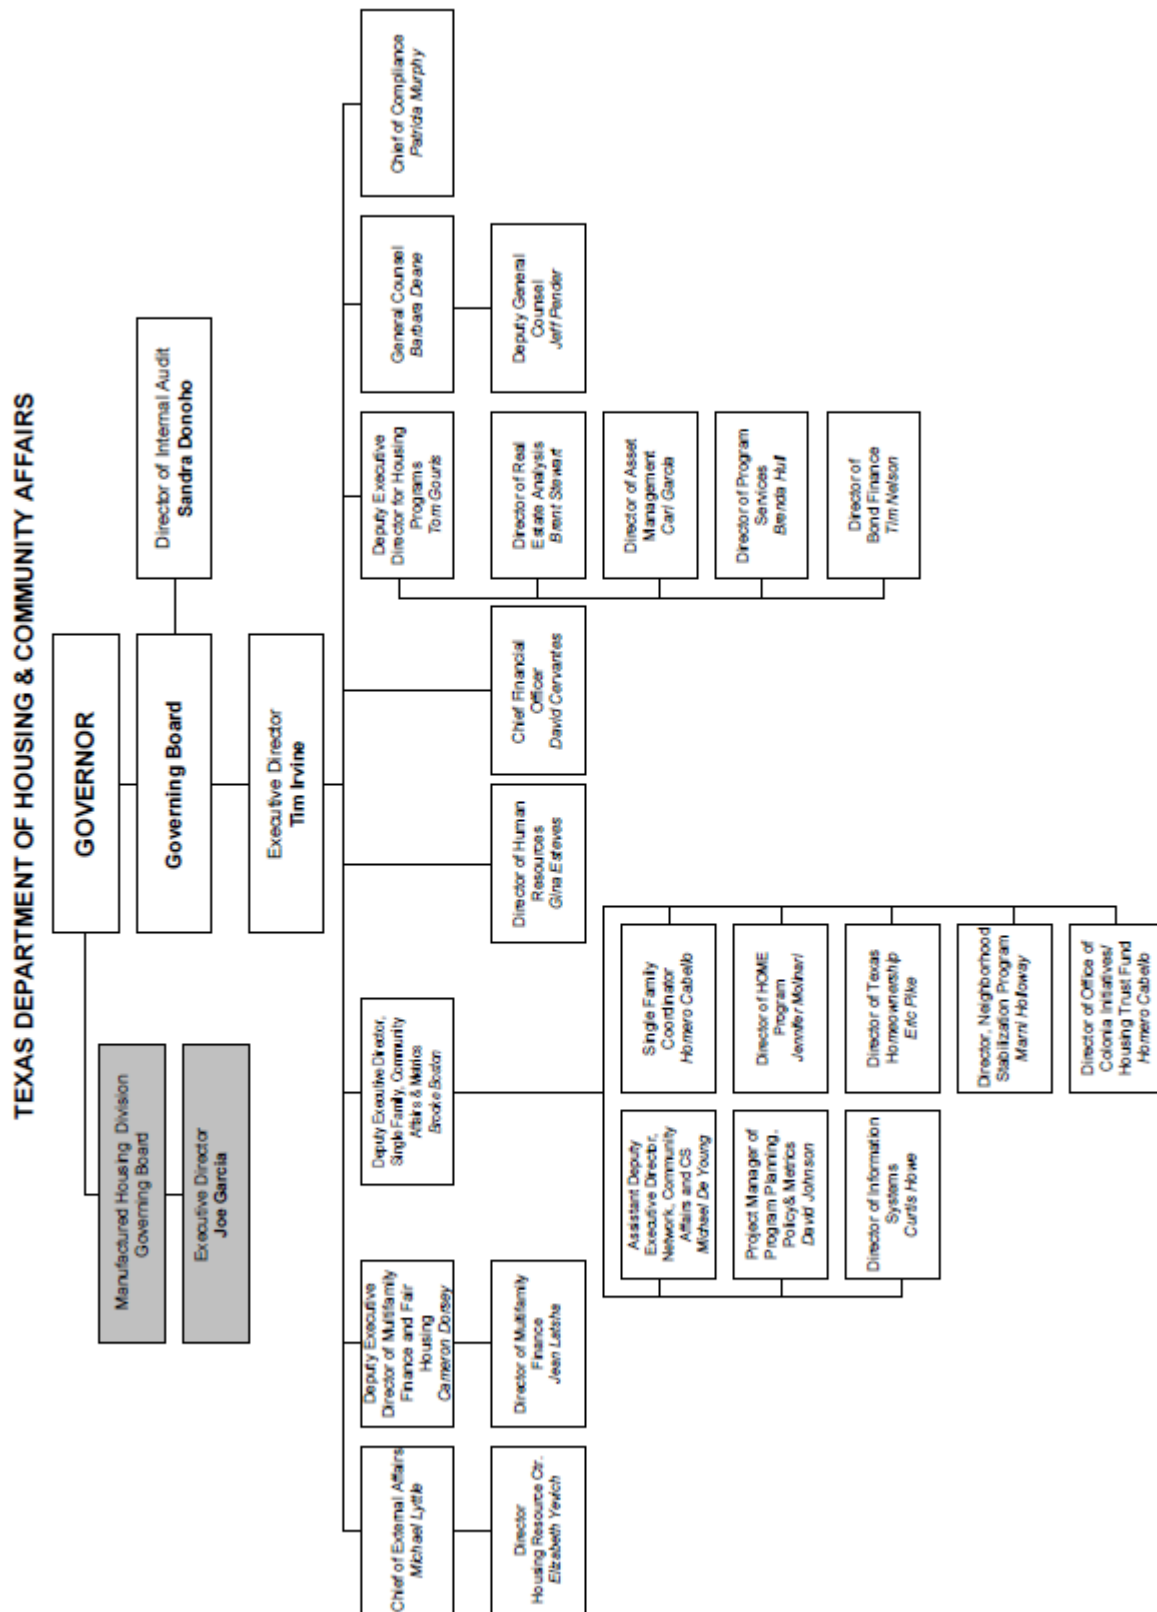 TEXAS DEPARTMENT OF HOUSING & COMMUNITY AFFAIRS
GOVERNOR
Manufactured Housing Division
Governing Board
Executive Director
Joe Garcia
Governing Board
Director of Internal Audit
Sandra Donoho
Executive Director
Tim Irvine
Chief of External Affairs
Michael Lyttle
Deputy Executive
Director of Multifamily
Finance and Fair
Housing
Cameron Dorsey
Deputy Executive Director,
Single Family, Community
Affairs & Metrics
Brooke Boston
Deputy Executive
Director for Housing
Programs
Tom Gouris
General Counsel
Barbara Deane
Chief of Compliance
Patricia Murphy
Director
Housing Resource Ctr.
Elizabeth Yevich
Director of Multifamily
Finance
Jean Latsha
Director of Human
Resources
Gina Esteves
Chief Financial
Officer
David Cervantes
Director of Real
Estate Analysis
Brent Stewart
Deputy General
Counsel
Jeff Pender
Assistant Deputy
Executive Director,
Network, Community
Affairs and CS
Michael De Young
Single Family
Coordinator
Homero Cabello
Director of Asset
Management
Carl Garcia
Project Manager of
Program Planning,
Policy& Metrics
David Johnson
Director of HOME
Program
Jennifer Molinari
Director of Program
Services
Brenda Hull
Director of Information
Systems
Curtis Howe
Director of Texas
Homeownership
Eric Pike
Director of
Bond Finance
Tim Nelson
Director, Neighborhood
Stabilization Program
Marni Holloway
Director of Office of
Colonia Initiatives/
Housing Trust Fund
Homero Cabello